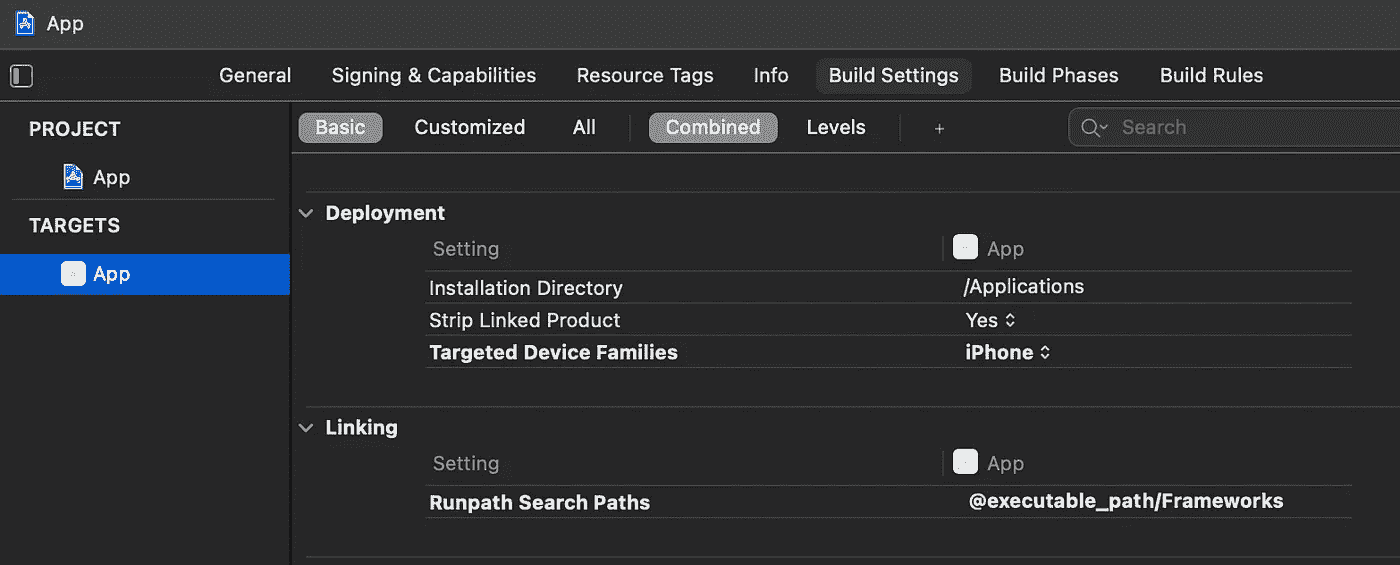 App
General Signing & Capabilities Resource Tags Info Build Settings Build Phases Build Rules
PROJECT
App
TARGETS
App
Basic Customized All Combined Levels + Search
Deployment
Setting App
Installation Directory /Applications
Strip Linked Product Yes
Targeted Device Families iPhone
Linking
Setting App
Runpath Search Paths @executable_path/Frameworks